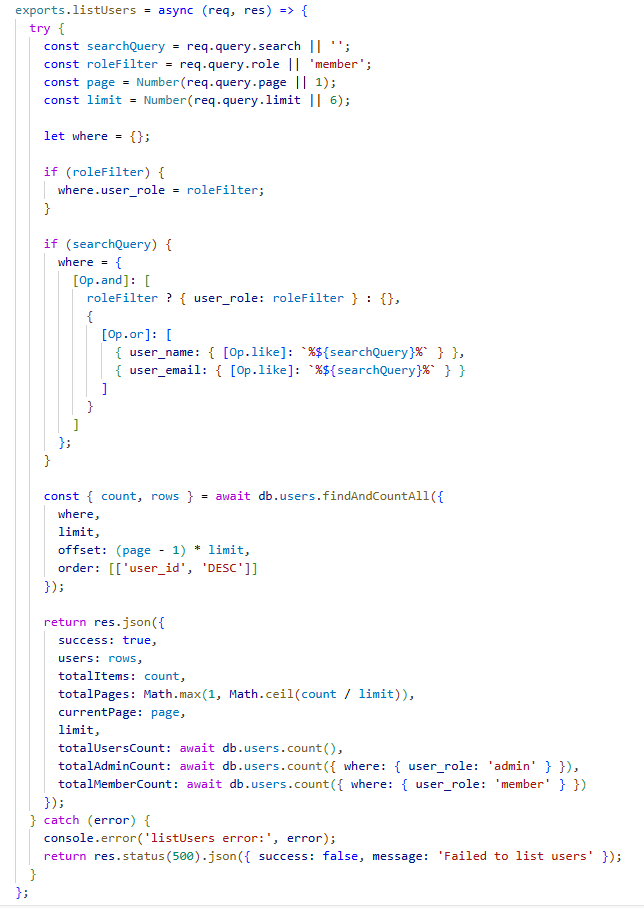 exports.listUsers = async (req, res) => {
  try {
    const searchQuery = req.query.search || '';
    const roleFilter = req.query.role || 'member';
    const page = Number(req.query.page || 1);
    const limit = Number(req.query.limit || 6);

    let where = {};

    if (roleFilter) {
      where.user_role = roleFilter;
    }

    if (searchQuery) {
      where = {
        [Op.and]: [
          roleFilter ? { user_role: roleFilter } : {},
          {
            [Op.or]: [
              { user_name: { [Op.like]: `%${searchQuery}%` } },
              { user_email: { [Op.like]: `%${searchQuery}%` } }
            ]
          }
        ]
      };
    }

    const { count, rows } = await db.users.findAndCountAll({
      where,
      limit,
      offset: (page - 1) * limit,
      order: [['user_id', 'DESC']]
    });

    return res.json({
      success: true,
      users: rows,
      totalItems: count,
      totalPages: Math.max(1, Math.ceil(count / limit)),
      currentPage: page,
      limit,
      totalUsersCount: await db.users.count(),
      totalAdminCount: await db.users.count({ where: { user_role: 'admin' } }),
      totalMemberCount: await db.users.count({ where: { user_role: 'member' } })
    });
  } catch (error) {
    console.error('listUsers error:', error);
    return res.status(500).json({ success: false, message: 'Failed to list users' });
  }
};